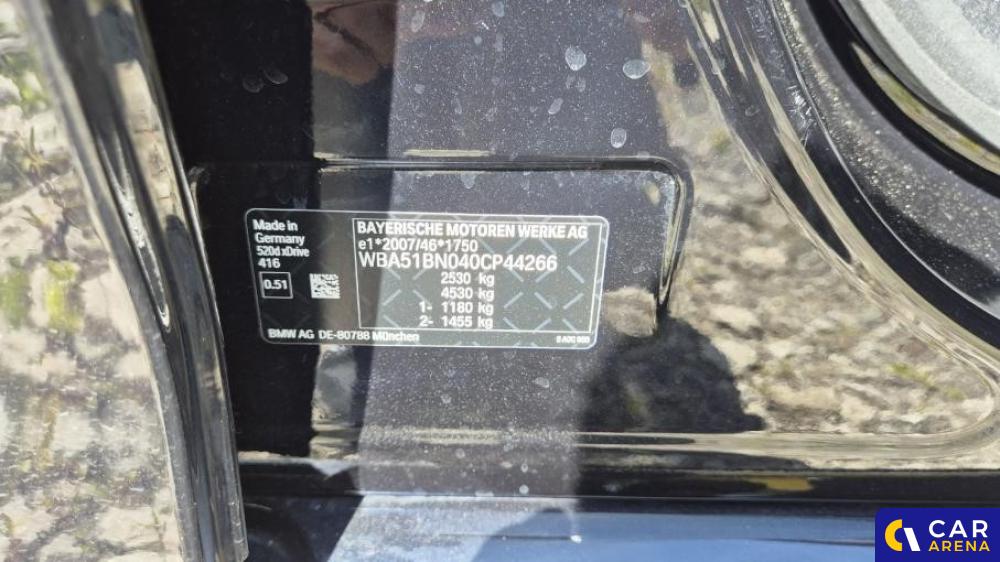 Made in
Germany
520d xDrive
416
0.51
BAYERISCHE MOTOREN WERKE AG
e1*2007/46*1750
WBA51BN040CP44266
2530 kg
4530 kg
1- 1180 kg
2- 1455 kg
BMW AG DE-80788 München
CAR
ARENA